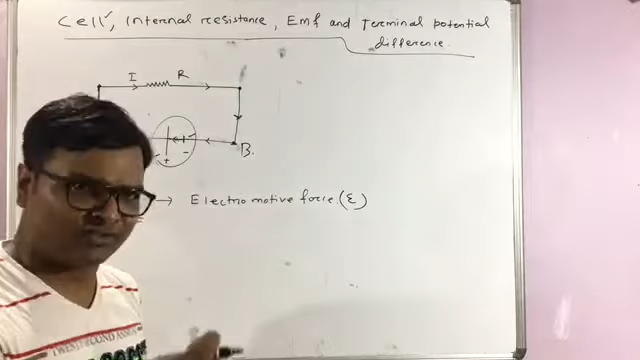 Cell, Internal resistance, Emf and Terminal potential
difference.
I R
+ -
B.
→ Electromotive force (ε)